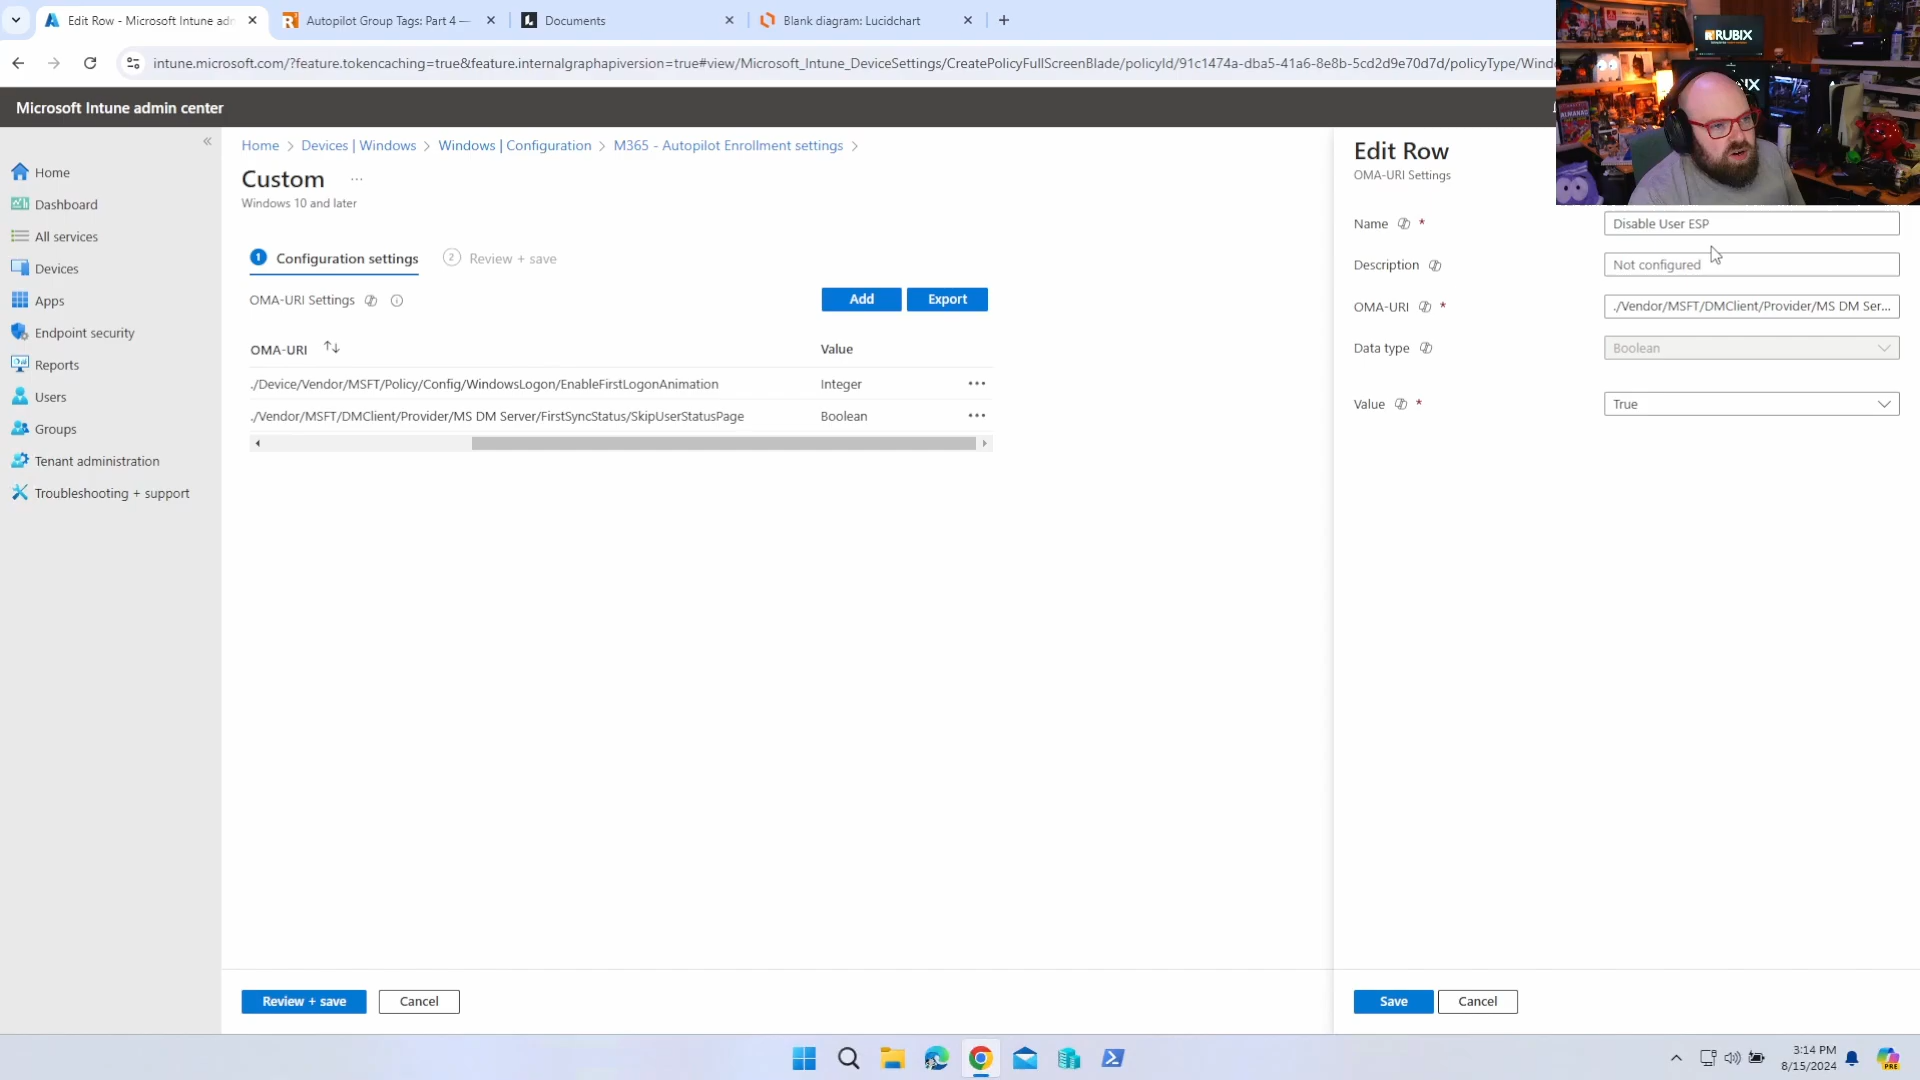 Edit Row - Microsoft Intune adn
Autopilot Group Tags: Part 4 —
Documents
Blank diagram: Lucidchart
intune.microsoft.com/?feature.tokencaching=true&feature.internalgraphapiversion=true#view/Microsoft_Intune_DeviceSettings/CreatePolicyFullScreenBlade/policyId/91c1474a-dba5-41a6-8e8b-5cd2d9e70d7d/policyType/Wind
RUBIX
Microsoft Intune admin center
Home > Devices | Windows > Windows | Configuration > M365 - Autopilot Enrollment settings >
Custom ...
Windows 10 and later
Home
Dashboard
All services
Devices
Apps
Endpoint security
Reports
Users
Groups
Tenant administration
Troubleshooting + support
1 Configuration settings 2 Review + save
OMA-URI Settings
Add Export
OMA-URI Value
./Device/Vendor/MSFT/Policy/Config/WindowsLogon/EnableFirstLogonAnimation Integer ...
./Vendor/MSFT/DMClient/Provider/MS DM Server/FirstSyncStatus/SkipUserStatusPage Boolean ...
Review + save Cancel
Edit Row
OMA-URI Settings
Name * Disable User ESP
Description Not configured
OMA-URI * ./Vendor/MSFT/DMClient/Provider/MS DM Ser...
Data type Boolean
Value * True
Save Cancel
3:14 PM
8/15/2024
PRE